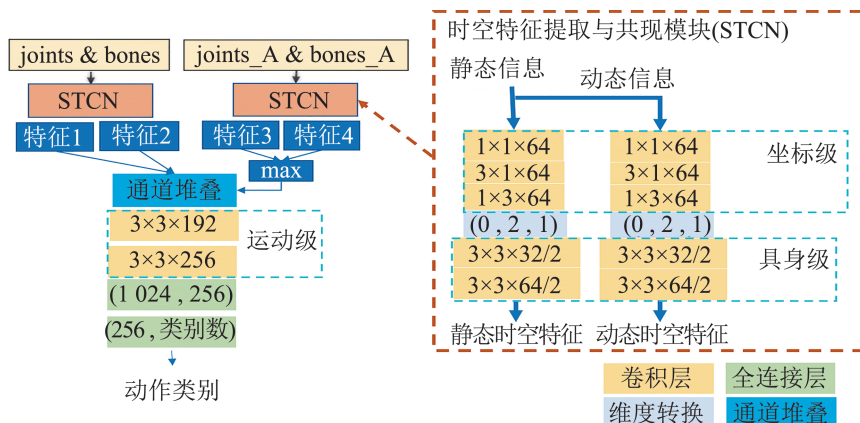 joints & bones
joints_A & bones_A
STCN
STCN
特征1
特征2
特征3
特征4
max
通道堆叠
3×3×192
3×3×256
运动级
(1 024 , 256)
(256 , 类别数)
动作类别
时空特征提取与共现模块(STCN)
静态信息
动态信息
1×1×64
1×1×64
3×1×64
3×1×64
1×3×64
1×3×64
坐标级
(0 , 2 , 1)
(0 , 2 , 1)
3×3×32/2
3×3×32/2
3×3×64/2
3×3×64/2
具身级
静态时空特征
动态时空特征
卷积层
全连接层
维度转换
通道堆叠